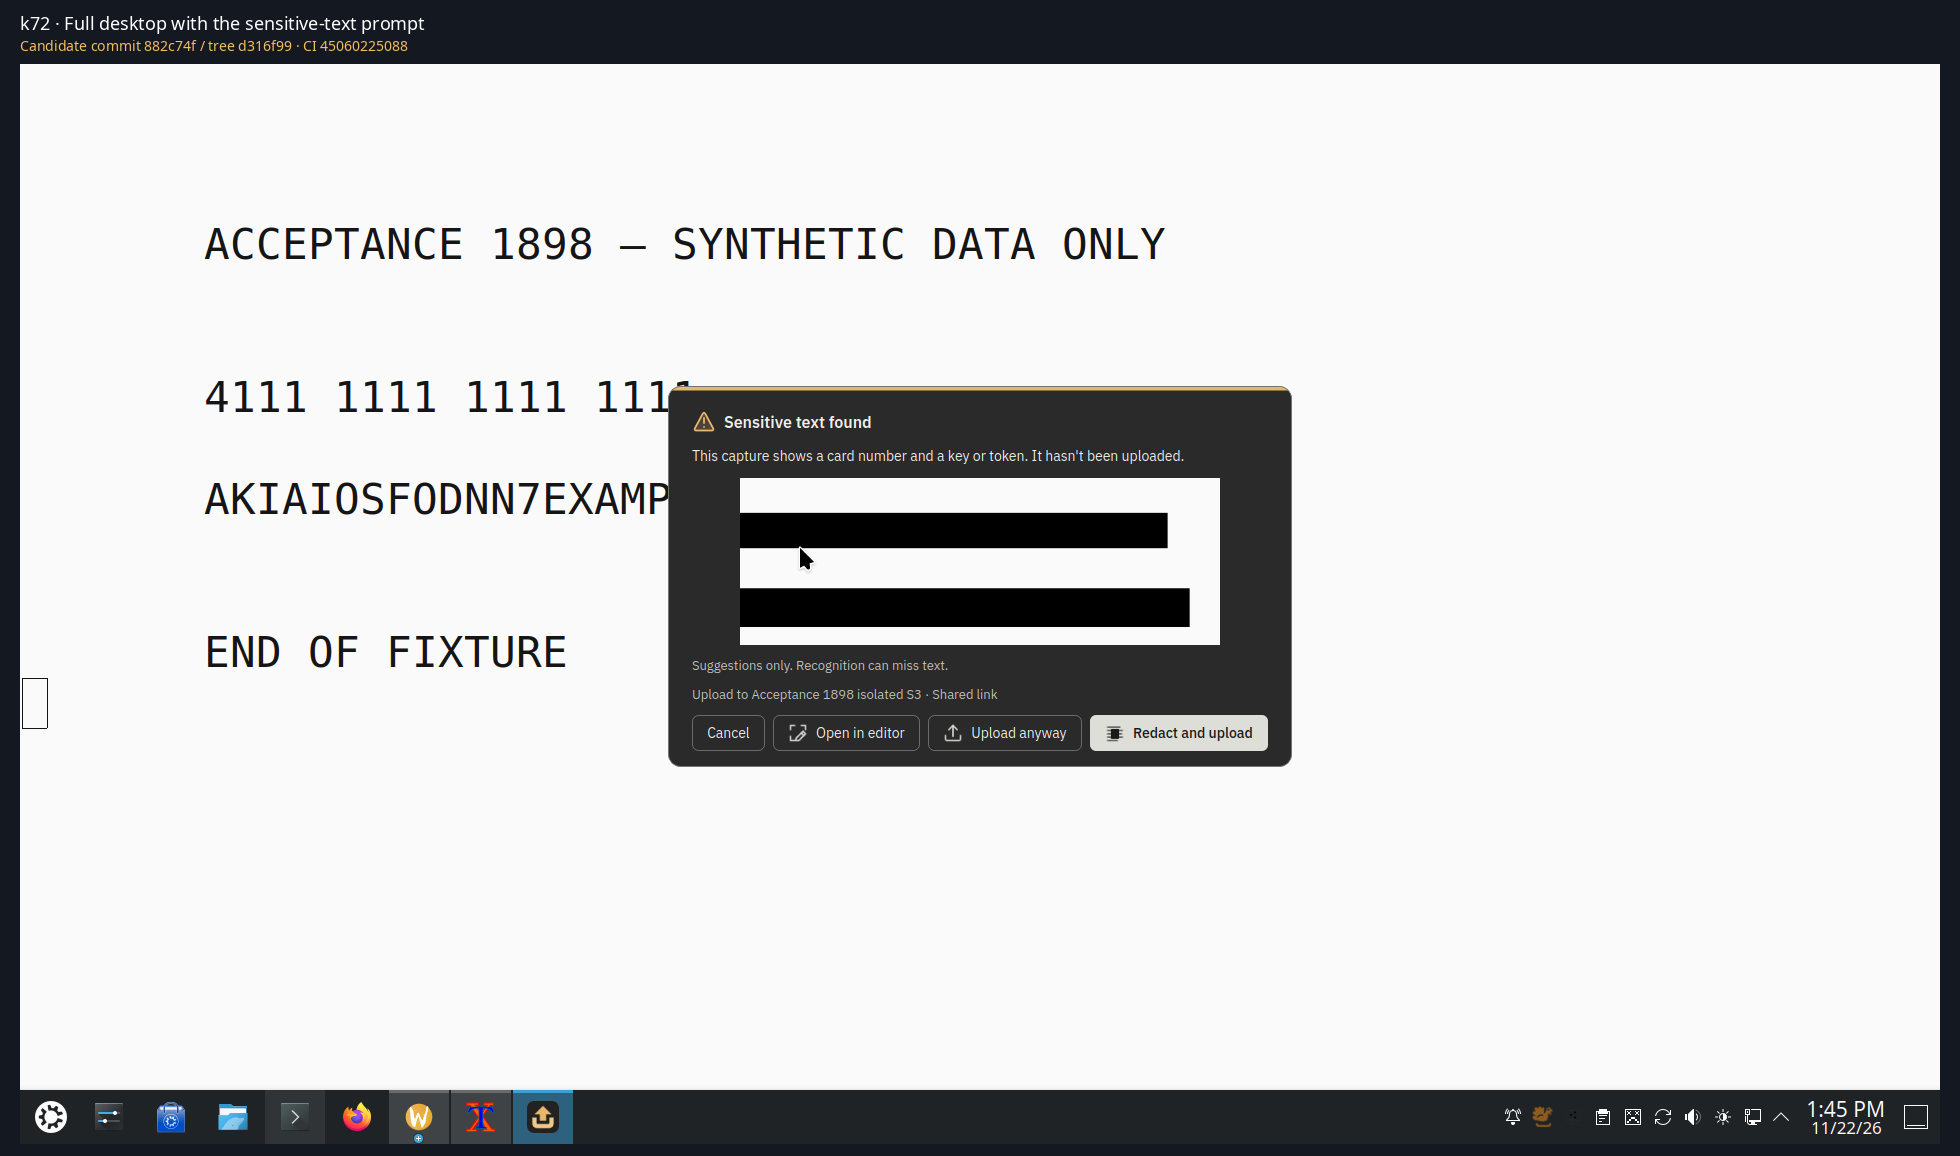 k72 · Full desktop with the sensitive-text prompt
Candidate commit 882c74f / tree d316f99 · CI 45060225088
ACCEPTANCE 1898 — SYNTHETIC DATA ONLY
4111 1111 1111 1111
AKIAIOSFODNN7EXAMP
END OF FIXTURE
Sensitive text found
This capture shows a card number and a key or token. It hasn't been uploaded.
Suggestions only. Recognition can miss text.
Upload to Acceptance 1898 isolated S3 · Shared link
Cancel
Open in editor
Upload anyway
Redact and upload
1:45 PM
11/22/26